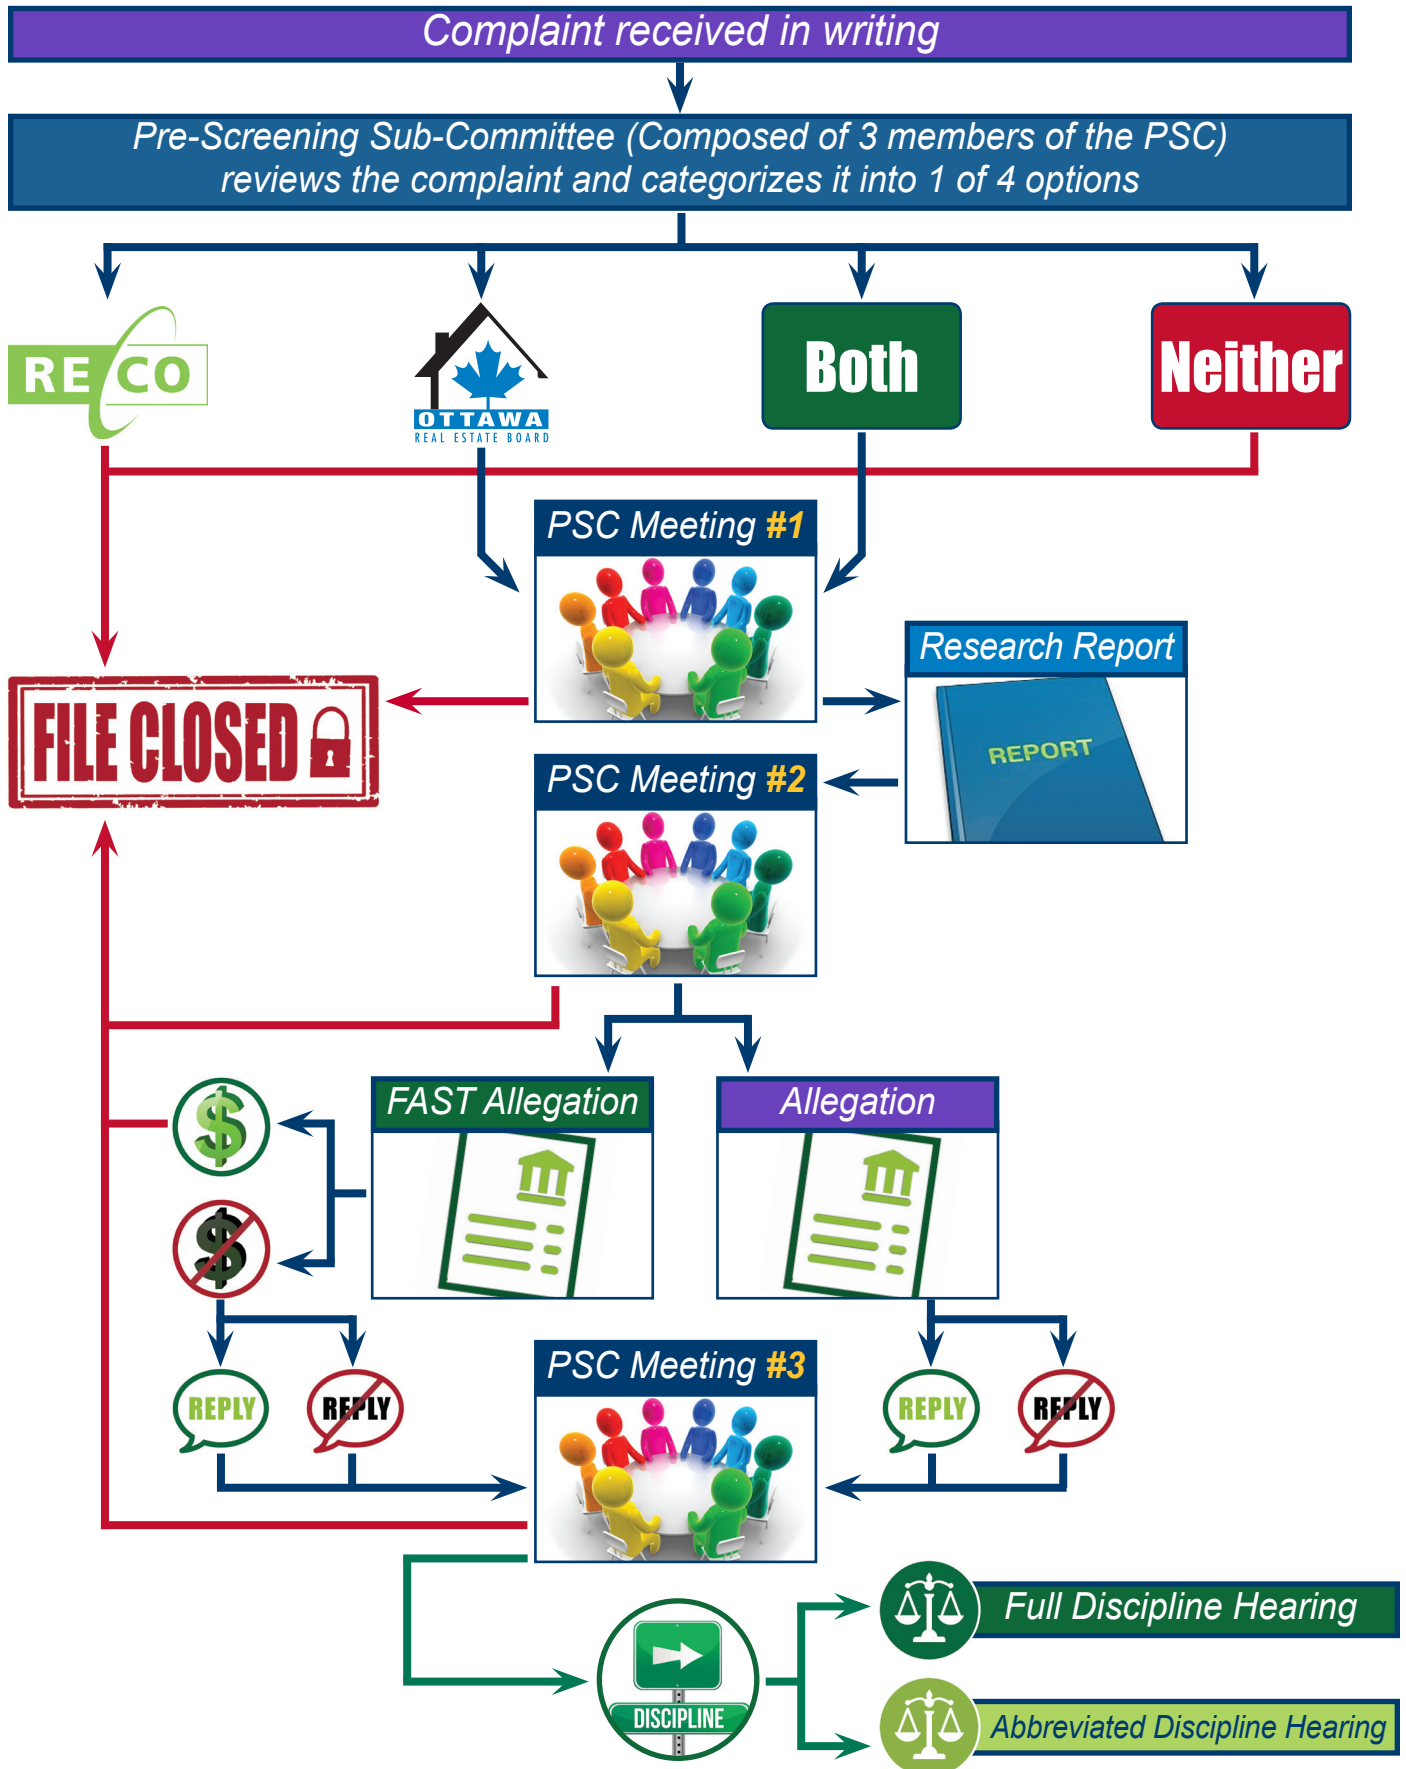 Complaint received in writing
Pre-Screening Sub-Committee (Composed of 3 members of the PSC)
reviews the complaint and categorizes it into 1 of 4 options
RECO
OTTAWA
REAL ESTATE BOARD
Both
Neither
PSC Meeting #1
Research Report
REPORT
FILE CLOSED
PSC Meeting #2
FAST Allegation
Allegation
$
$
PSC Meeting #3
REPLY
REPLY
REPLY
REPLY
Full Discipline Hearing
DISCIPLINE
Abbreviated Discipline Hearing